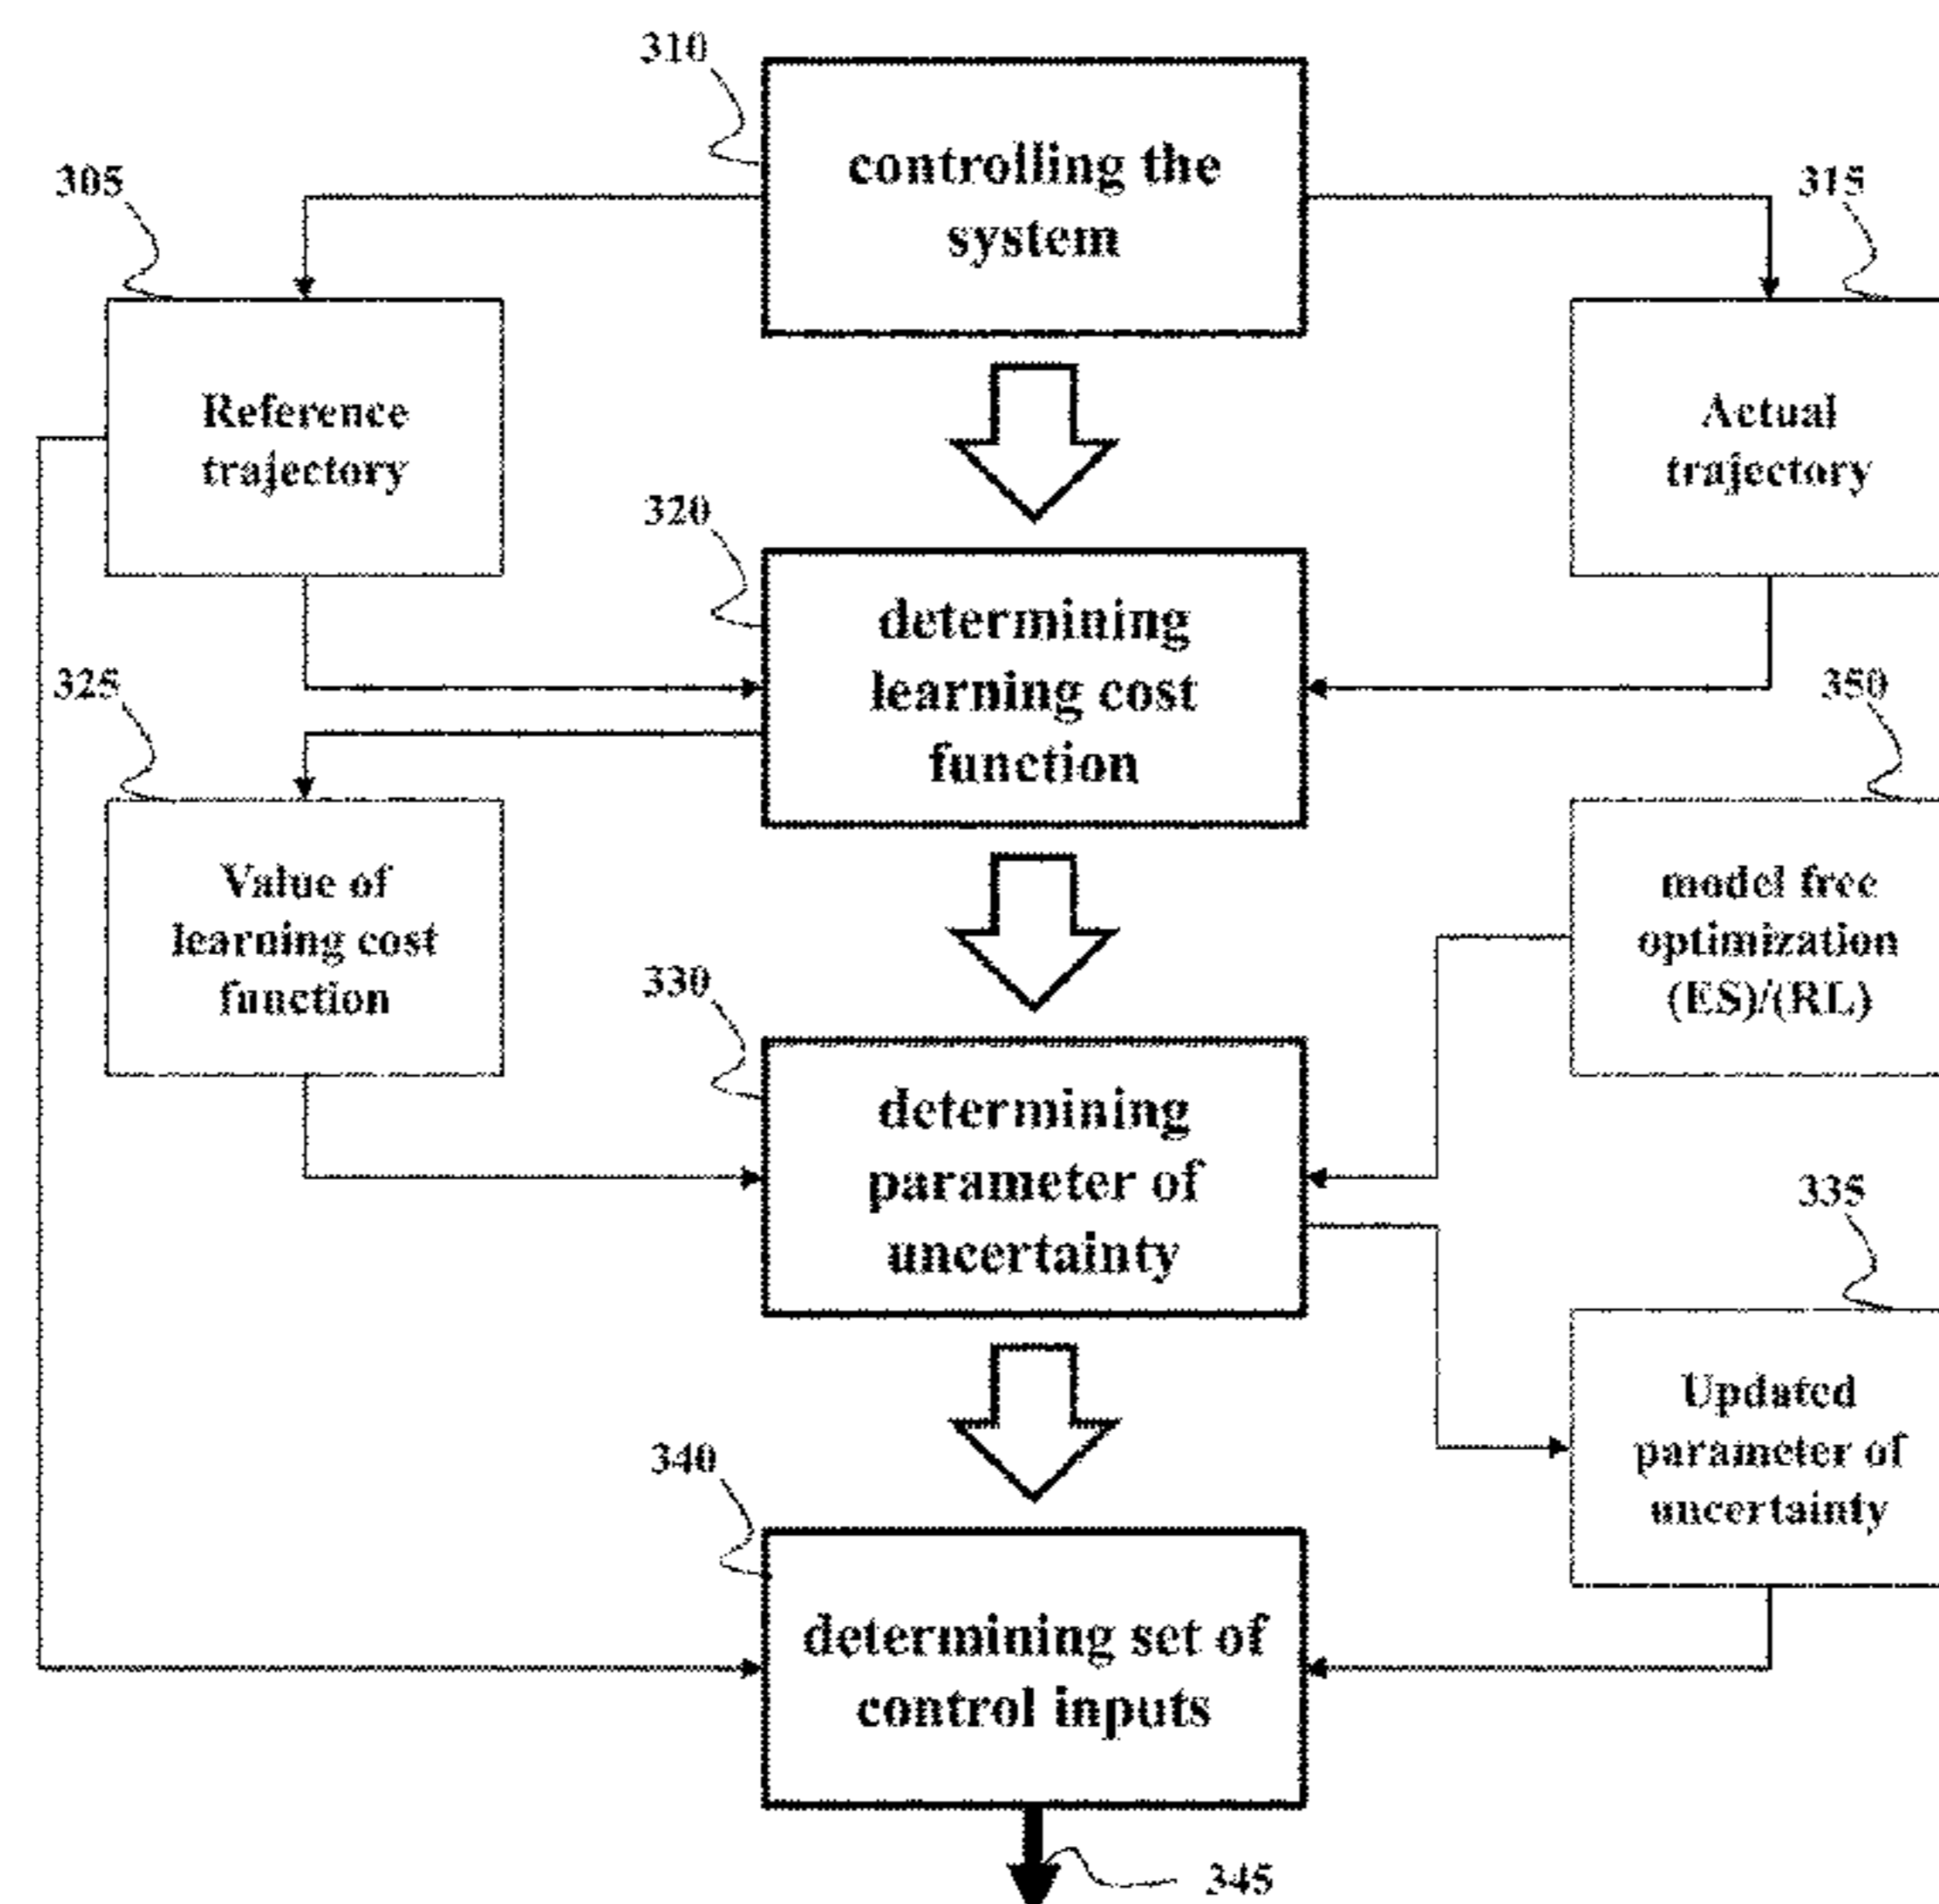 310
controlling the
system
305
315
Reference
trajectory
Actual
trajectory
320
determining
learning cost
function
325
350
Value of
learning cost
function
model free
optimization
(ES)/(RL)
330
determining
parameter of
uncertainty
335
Updated
parameter of
uncertainty
340
determining set of
control inputs
345